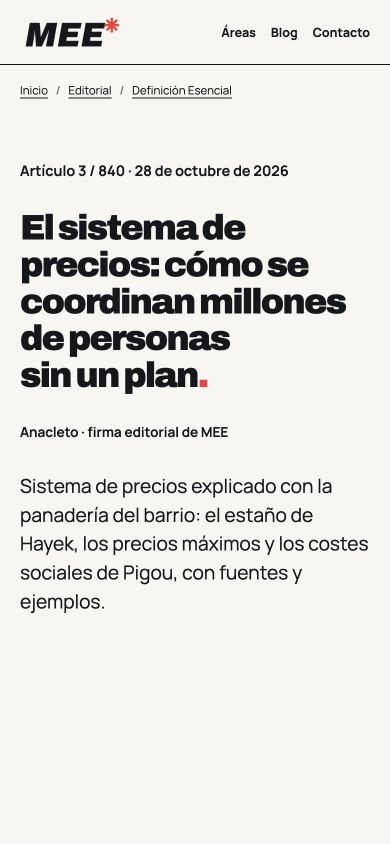 MEE*
Áreas Blog Contacto
Inicio / Editorial / Definición Esencial
Artículo 3 / 840 · 28 de octubre de 2026
El sistema de
precios: cómo se
coordinan millones
de personas
sin un plan.
Anacleto · firma editorial de MEE
Sistema de precios explicado con la
panadería del barrio: el estaño de
Hayek, los precios máximos y los costes
sociales de Pigou, con fuentes y
ejemplos.